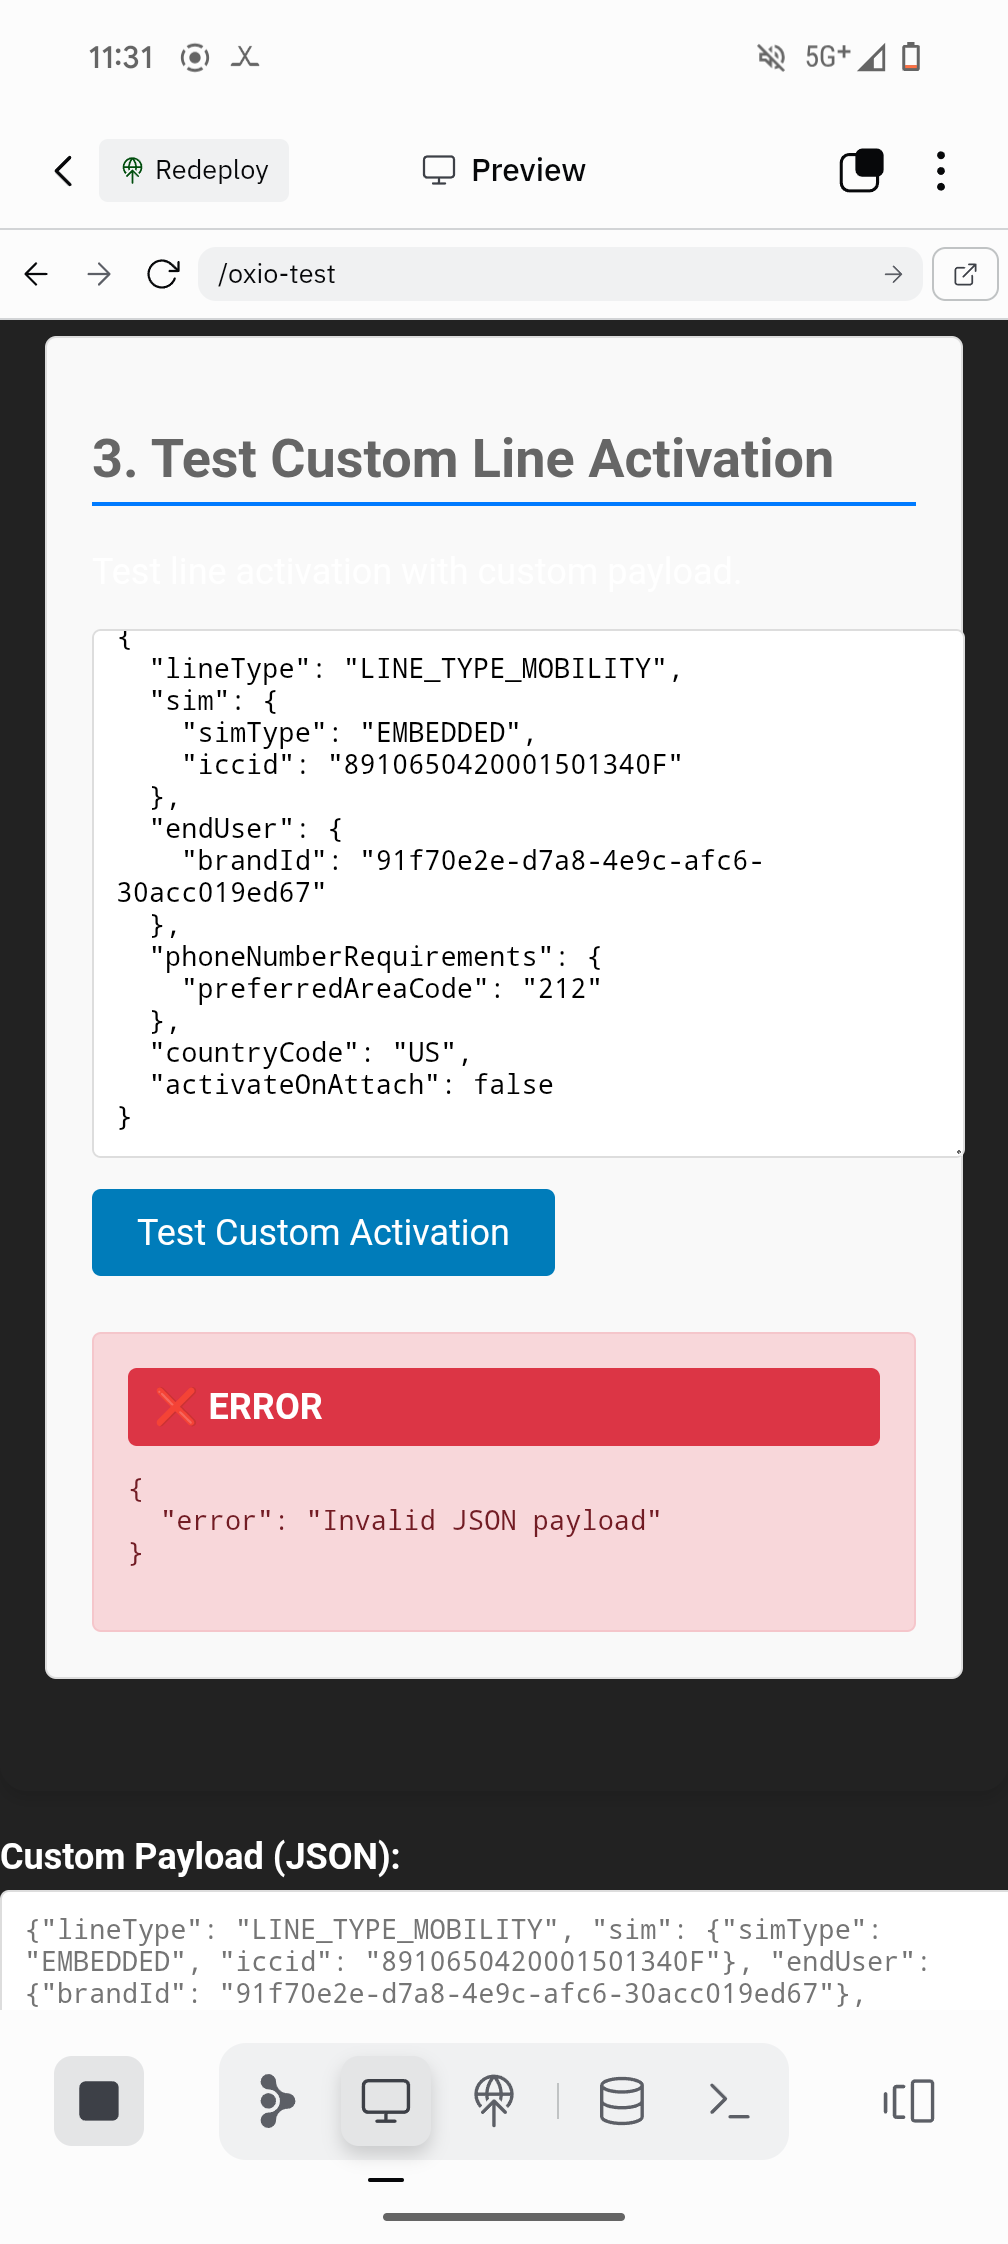 11:31
5G+
Redeploy
Preview
/oxio-test
3. Test Custom Line Activation
Test line activation with custom payload.
{
  "lineType": "LINE_TYPE_MOBILITY",
  "sim": {
    "simType": "EMBEDDED",
    "iccid": "8910650420001501340F"
  },
  "endUser": {
    "brandId": "91f70e2e-d7a8-4e9c-afc6-
30acc019ed67"
  },
  "phoneNumberRequirements": {
    "preferredAreaCode": "212"
  },
  "countryCode": "US",
  "activateOnAttach": false
}
Test Custom Activation
❌ ERROR
{
  "error": "Invalid JSON payload"
}
Custom Payload (JSON):
{"lineType": "LINE_TYPE_MOBILITY", "sim": {"simType":
"EMBEDDED", "iccid": "8910650420001501340F"}, "endUser":
{"brandId": "91f70e2e-d7a8-4e9c-afc6-30acc019ed67"},